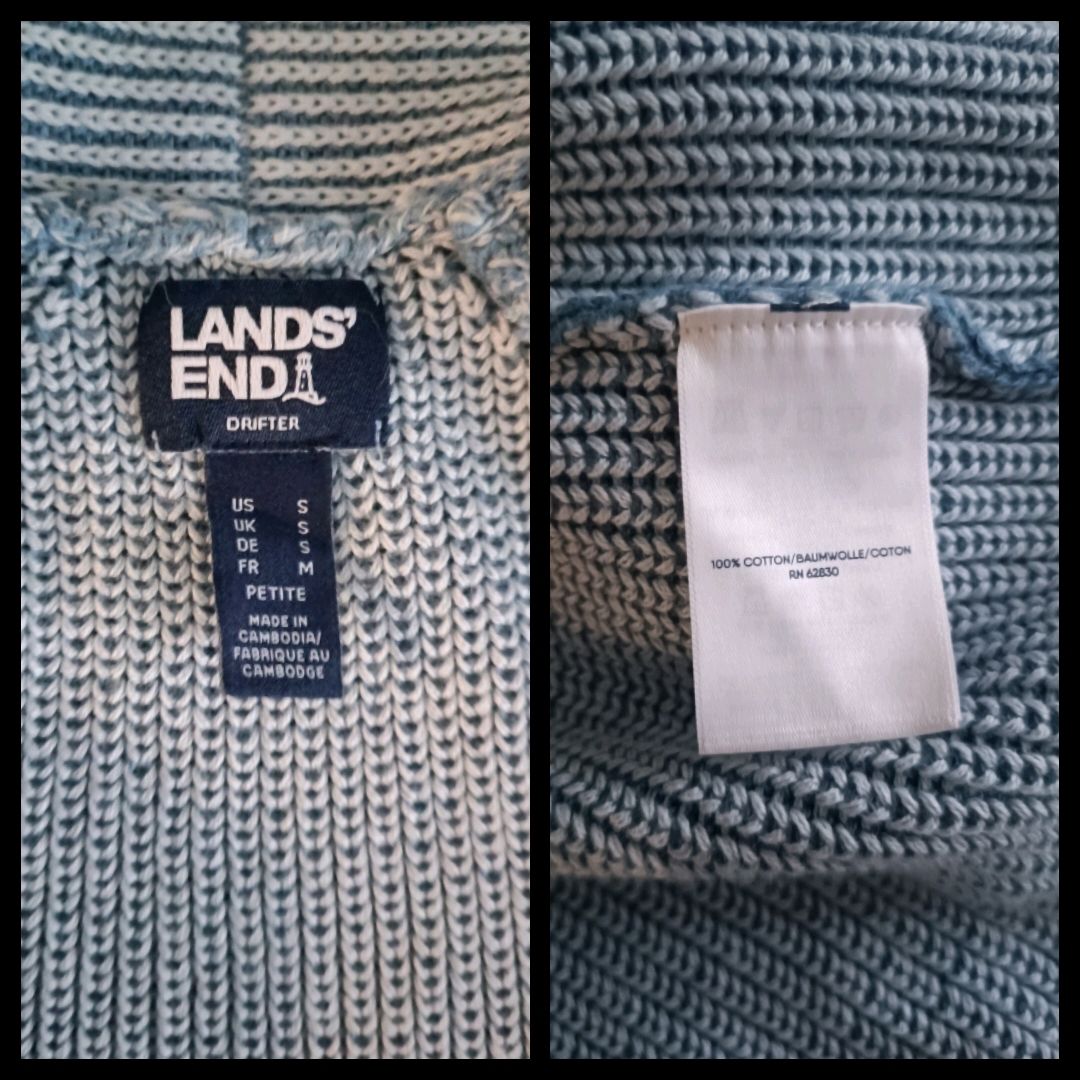 LANDS'
END
DRIFTER
US S
UK S
DE S
FR M
PETITE
MADE IN
CAMBODIA/
FABRIQUE AU
CAMBODGE
100% COTTON/BAUMWOLLE/COTON
RN 62830